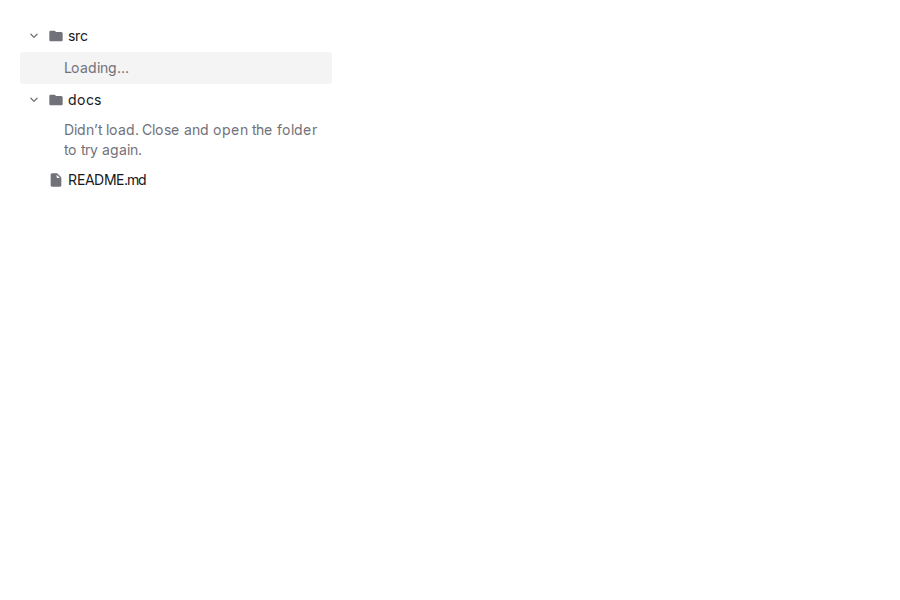 src
Loading…
docs
Didn’t load. Close and open the folder
to try again.
README.md